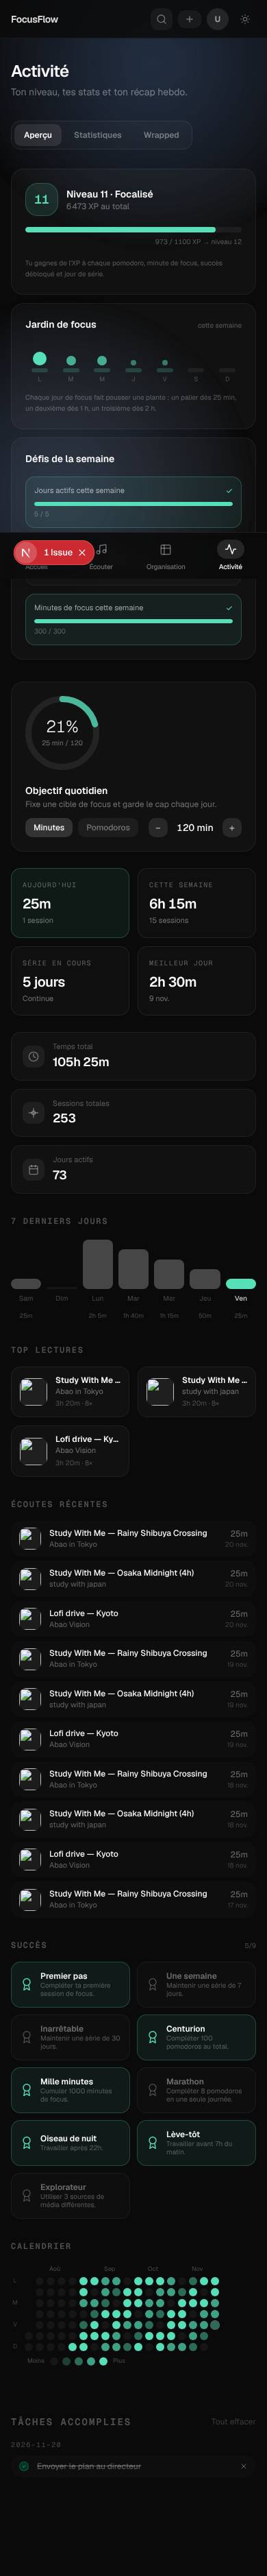 FocusFlow
U
Activité
Ton niveau, tes stats et ton récap hebdo.
Aperçu
Statistiques
Wrapped
11
Niveau 11 · Focalisé
6 473 XP au total
973 / 1100 XP → niveau 12
Tu gagnes de l'XP à chaque pomodoro, minute de focus, succès
débloqué et jour de série.
Jardin de focus
cette semaine
L M M J V S D
Chaque jour de focus fait pousser une plante : un palier dès 25 min,
un deuxième dès 1 h, un troisième dès 2 h.
Défis de la semaine
Jours actifs cette semaine
5 / 5
1 Issue
Accueil
Écouter
Organisation
Activité
Minutes de focus cette semaine
300 / 300
21%
25 min / 120
Objectif quotidien
Fixe une cible de focus et garde le cap chaque jour.
Minutes
Pomodoros
−
120 min
+
AUJOURD'HUI
25m
1 session
CETTE SEMAINE
6h 15m
15 sessions
SÉRIE EN COURS
5 jours
Continue
MEILLEUR JOUR
2h 30m
9 nov.
Temps total
105h 25m
Sessions totales
253
Jours actifs
73
7 DERNIERS JOURS
Sam Dim Lun Mar Mer Jeu Ven
25m 2h 5m 1h 40m 1h 15m 50m 25m
TOP LECTURES
Study With Me ...
Abao in Tokyo
3h 20m · 8×
Study With Me ...
study with japan
3h 20m · 8×
Lofi drive — Ky...
Abao Vision
3h 20m · 8×
ÉCOUTES RÉCENTES
Study With Me — Rainy Shibuya Crossing
25m
Abao in Tokyo
20 nov.
Study With Me — Osaka Midnight (4h)
25m
study with japan
20 nov.
Lofi drive — Kyoto
25m
Abao Vision
20 nov.
Study With Me — Rainy Shibuya Crossing
25m
Abao in Tokyo
19 nov.
Study With Me — Osaka Midnight (4h)
25m
study with japan
19 nov.
Lofi drive — Kyoto
25m
Abao Vision
19 nov.
Study With Me — Rainy Shibuya Crossing
25m
Abao in Tokyo
18 nov.
Study With Me — Osaka Midnight (4h)
25m
study with japan
18 nov.
Lofi drive — Kyoto
25m
Abao Vision
18 nov.
Study With Me — Rainy Shibuya Crossing
25m
Abao in Tokyo
17 nov.
SUCCÈS
5/9
Premier pas
Compléter ta première
session de focus.
Une semaine
Maintenir une série de 7
jours.
Inarrêtable
Maintenir une série de 30
jours.
Centurion
Compléter 100
pomodoros au total.
Mille minutes
Cumuler 1000 minutes
de focus.
Marathon
Compléter 8 pomodoros
en une seule journée.
Oiseau de nuit
Travailler après 22h.
Lève-tôt
Travailler avant 7h du
matin.
Explorateur
Utiliser 3 sources de
média différentes.
CALENDRIER
Aoû Sep Oct Nov
L
M
V
D
Moins
Plus
TÂCHES ACCOMPLIES
Tout effacer
2026-11-20
Envoyer le plan au directeur